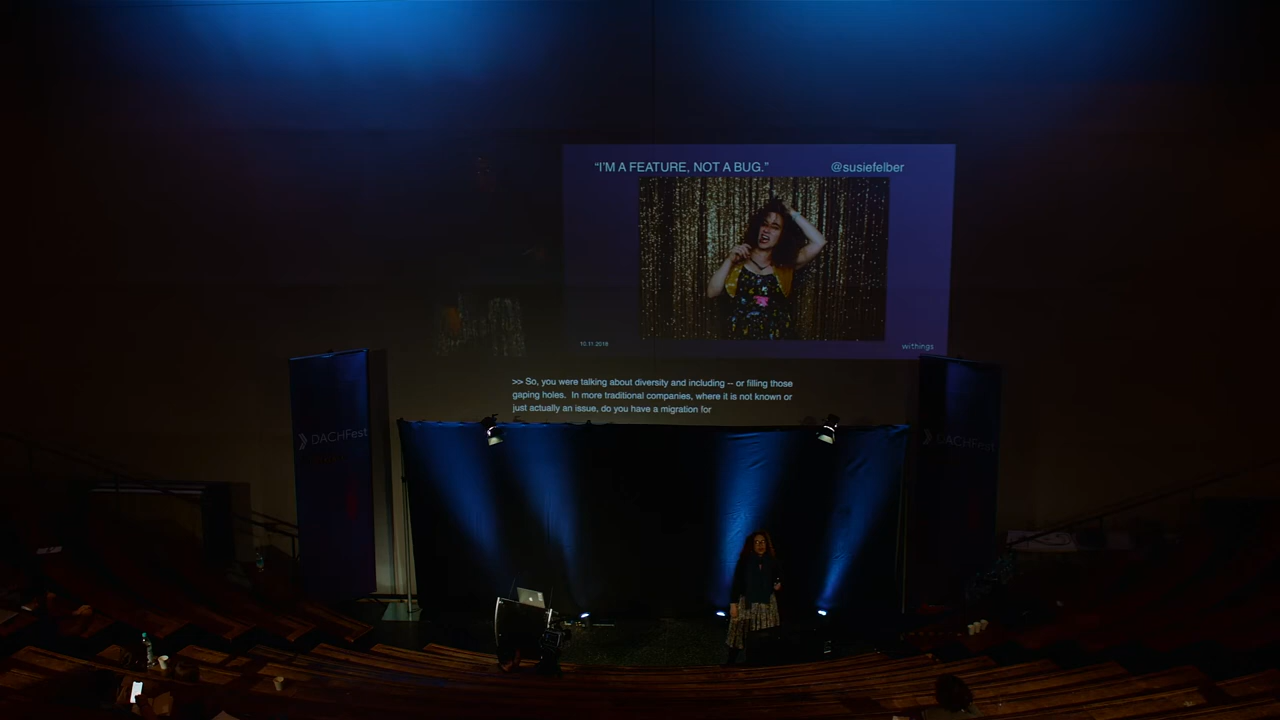 “I’M A FEATURE, NOT A BUG.” @susiefelber
10.11.2018 withings
>> So, you were talking about diversity and including – or filling those
gaping holes. In more traditional companies, where it is not known or
just actually an issue, do you have a migration for
DACHFest
DACHFest